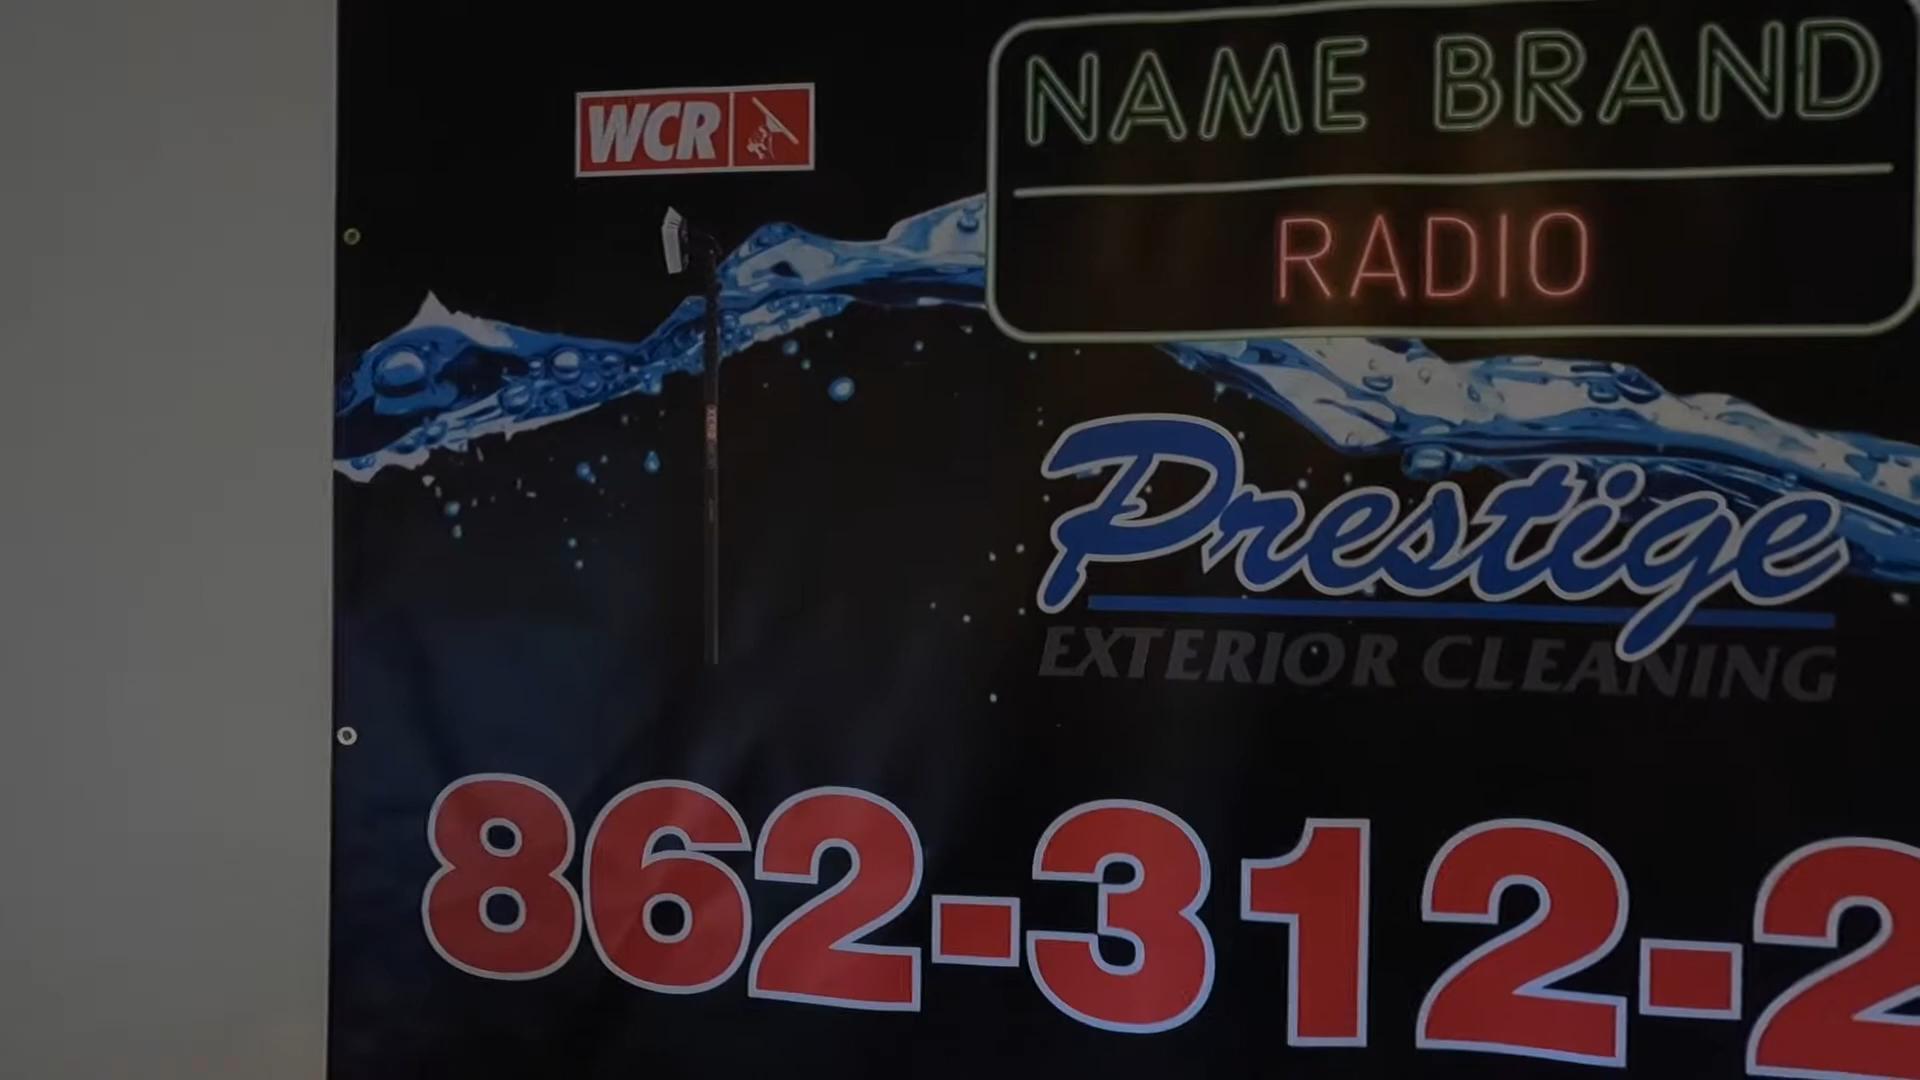 WCR
NAME BRAND
RADIO
Prestige
EXTERIOR CLEANING
862-312-2